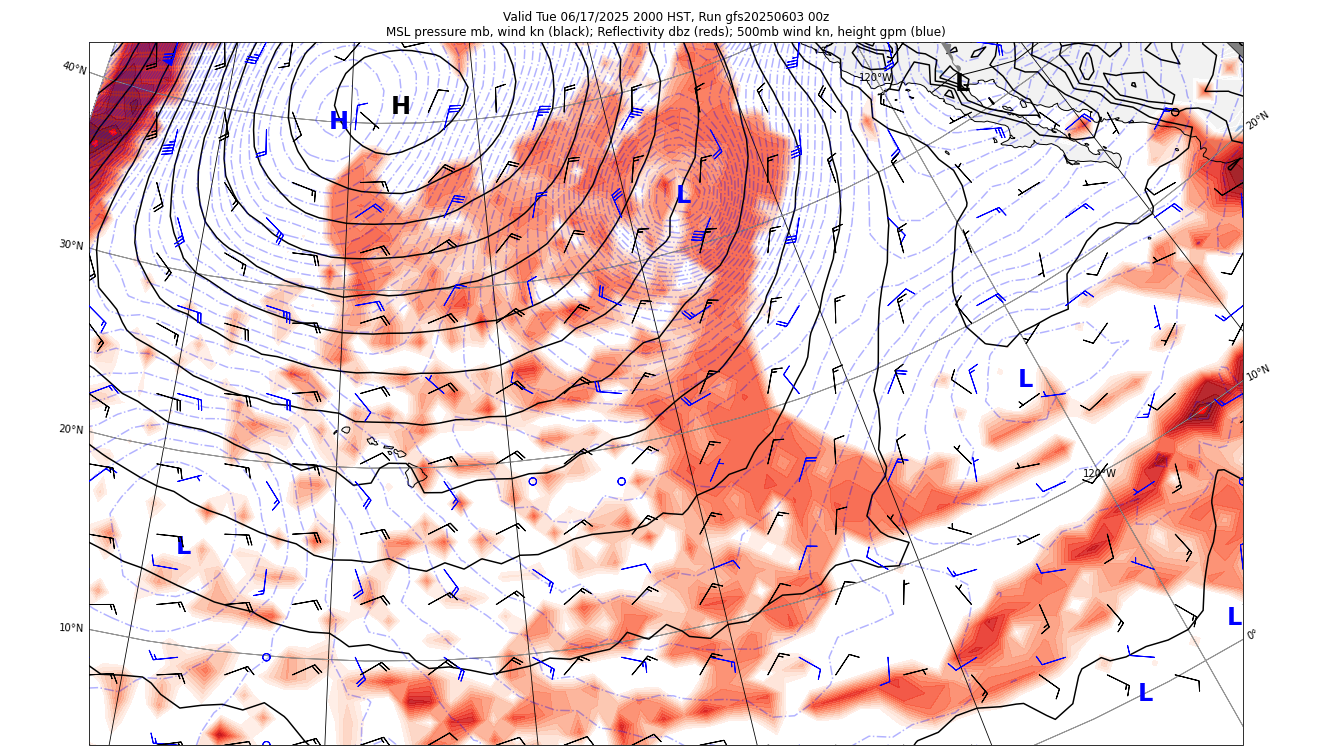 Valid Tue 06/17/2025 2000 HST, Run gfs20250603 00z
MSL pressure mb, wind kn (black); Reflectivity dbz (reds); 500mb wind kn, height gpm (blue)
40°N
120°W
L
H
H
20°N
L
30°N
10°N
L
20°N
120°W
L
10°N
L
0°
L